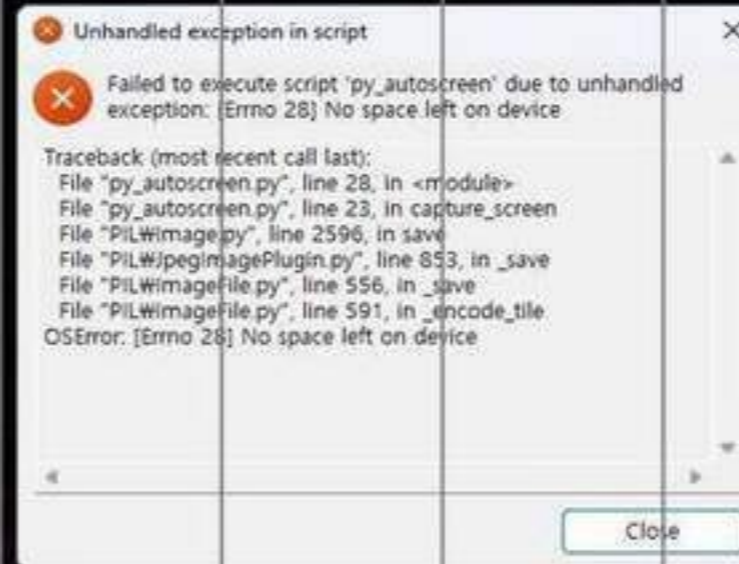 Unhandled exception in script
Failed to execute script 'py_autoscreen' due to unhandled
exception: [Errno 28] No space left on device
Traceback (most recent call last):
File "py_autoscreen.py", line 28, in <module>
File "py_autoscreen.py", line 23, in capture_screen
File "PIL₩Image.py", line 2596, in save
File "PIL₩JpegImagePlugin.py", line 853, in _save
File "PIL₩ImageFile.py", line 556, in _save
File "PIL₩ImageFile.py", line 591, in _encode_tile
OSError: [Errno 28] No space left on device
Close